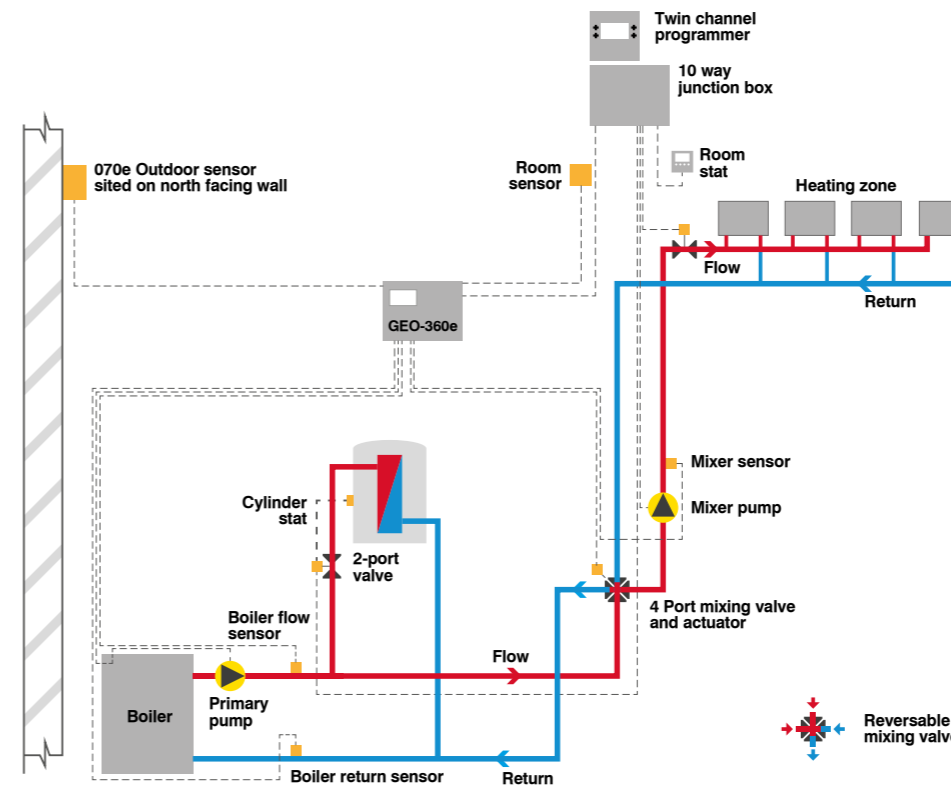 Twin channel
programmer
10 way
junction box
070e Outdoor sensor
sited on north facing wall
Room
sensor
Room
stat
Heating zone
Flow
Return
GEO-360e
Mixer sensor
Cylinder
stat
Mixer pump
2-port
valve
4 Port mixing valve
and actuator
Boiler flow
sensor
Flow
Boiler
Primary
pump
Boiler return sensor
Return
Reversable
mixing valv